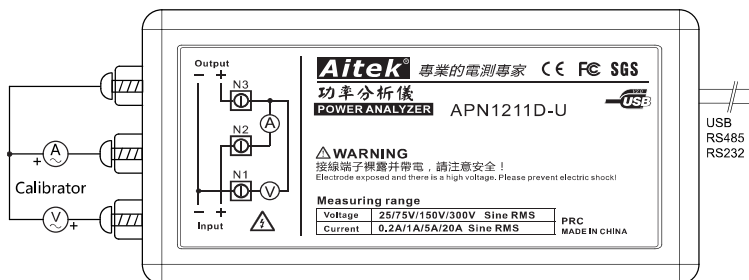 Output
− +
N3
A
N2
N1
V
− +
Input
+ A
Calibrator
V +
Aitek® 專業的電測專家 CE FC SGS
功率分析儀
POWER ANALYZER APN1211D-U
V2.0
USB
⚠WARNING
接線端子裸露并帶電，請注意安全！
Electrode exposed and there is a high voltage. Please prevent electric shock!
Measuring range
Voltage 25/75V/150V/300V Sine RMS
Current 0.2A/1A/5A/20A Sine RMS
PRC
MADE IN CHINA
USB
RS485
RS232